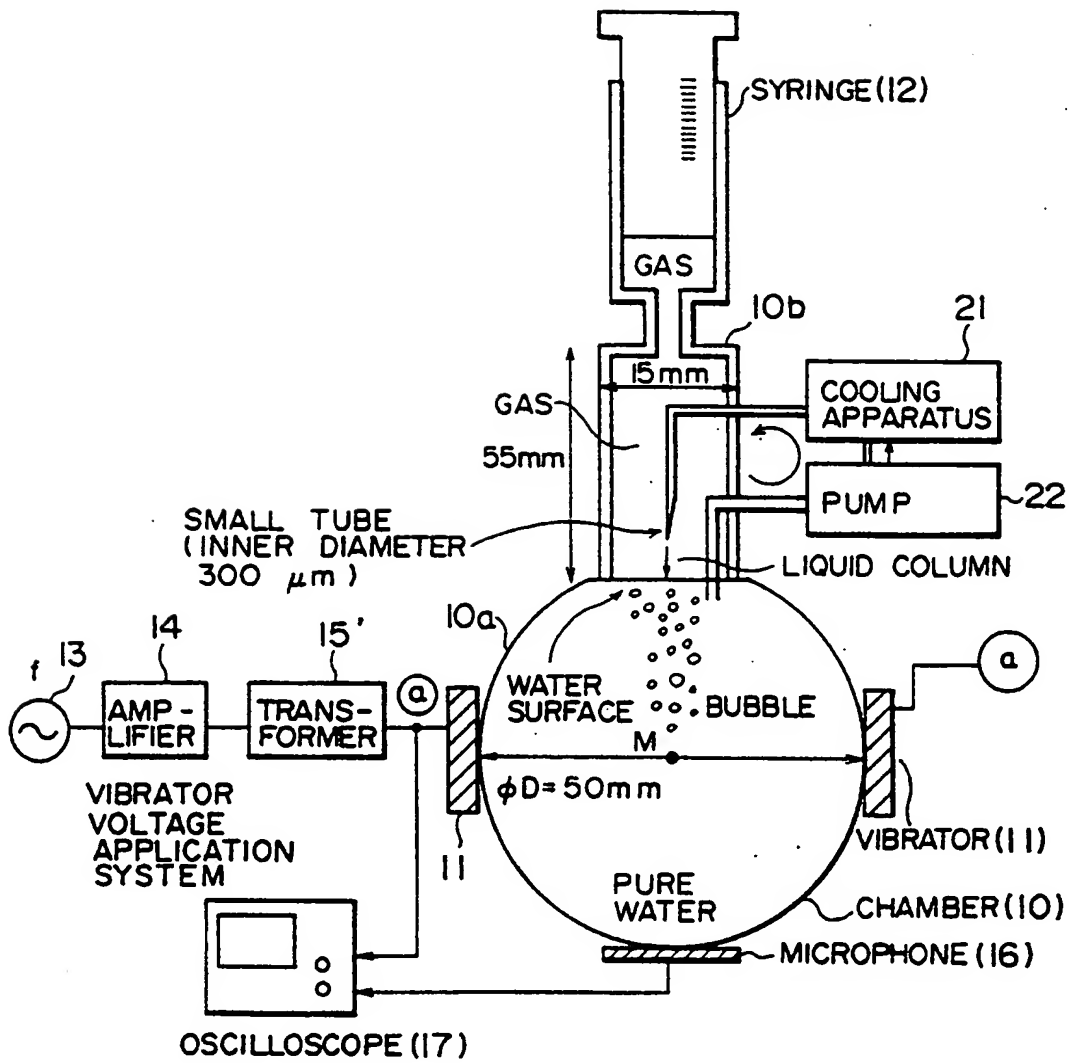 SYRINGE(12)
GAS
10b
21
15mm
COOLING
APPARATUS
GAS
55mm
PUMP
22
SMALL TUBE
(INNER DIAMETER
300 μm)
LIQUID COLUMN
10a
14
15'
f
13
a
a
AMP-
LIFIER
TRANS-
FORMER
WATER
SURFACE
BUBBLE
M
φD=50mm
VIBRATOR
VOLTAGE
APPLICATION
SYSTEM
11
VIBRATOR(11)
PURE
WATER
CHAMBER(10)
MICROPHONE(16)
OSCILLOSCOPE(17)